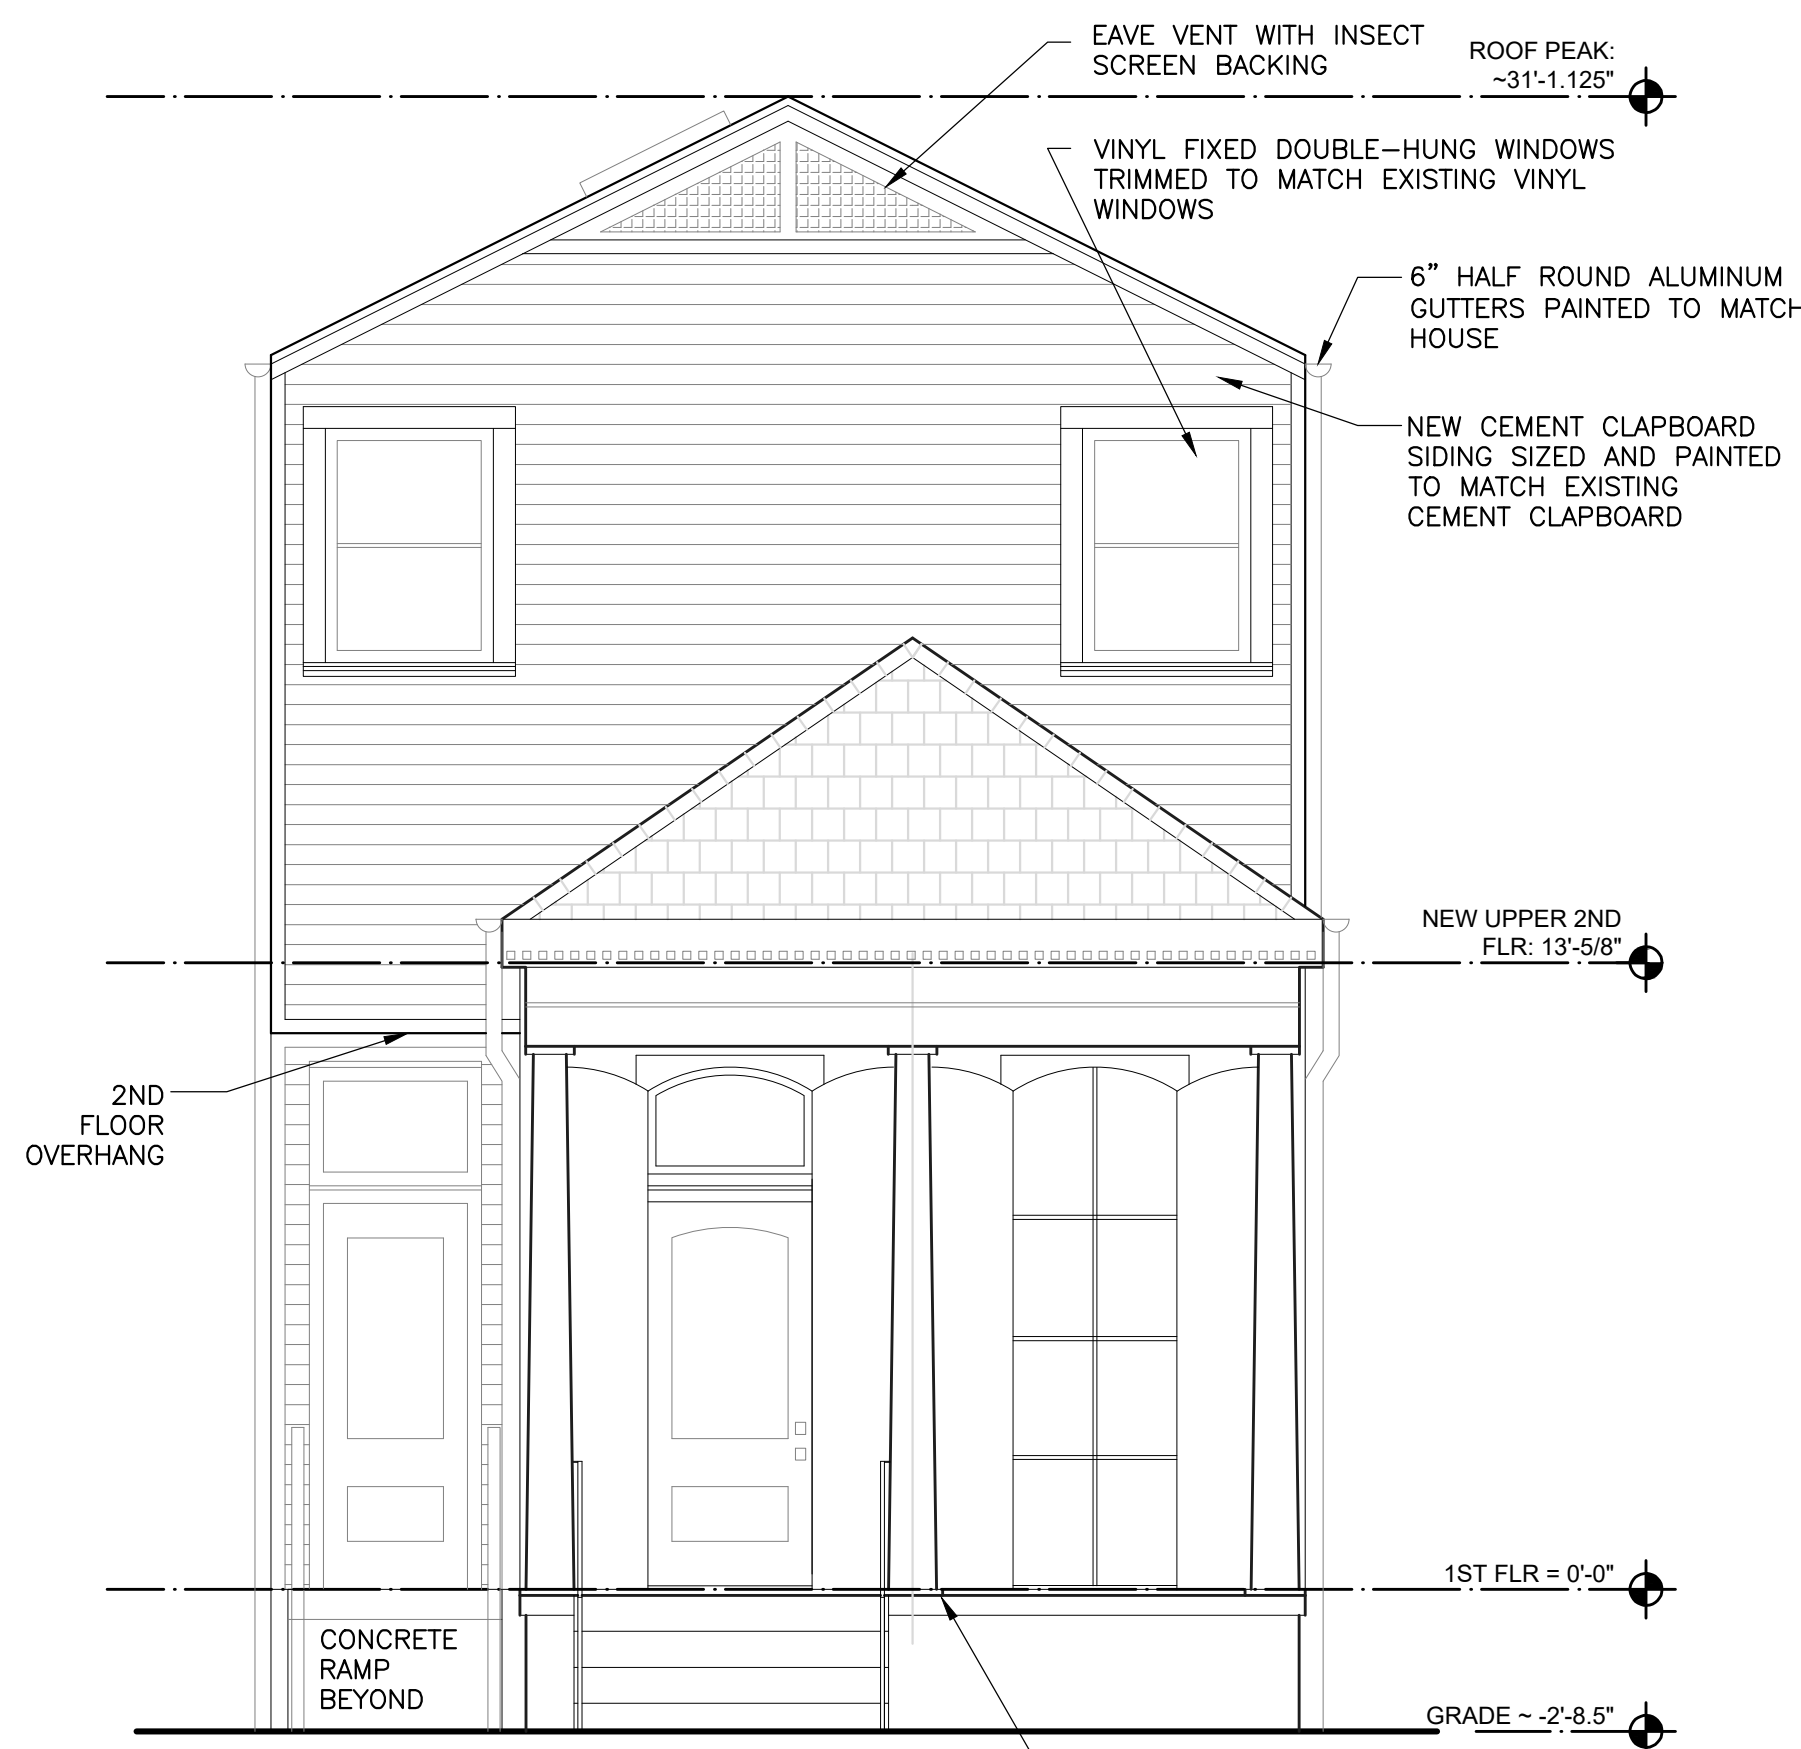 EAVE VENT WITH INSECT
SCREEN BACKING
ROOF PEAK:
~31'-1.125"
VINYL FIXED DOUBLE-HUNG WINDOWS
TRIMMED TO MATCH EXISTING VINYL
WINDOWS
6" HALF ROUND ALUMINUM
GUTTERS PAINTED TO MATCH
HOUSE
NEW CEMENT CLAPBOARD
SIDING SIZED AND PAINTED
TO MATCH EXISTING
CEMENT CLAPBOARD
NEW UPPER 2ND
FLR: 13'-5/8"
2ND
FLOOR
OVERHANG
1ST FLR = 0'-0"
CONCRETE
RAMP
BEYOND
GRADE ~ -2'-8.5"